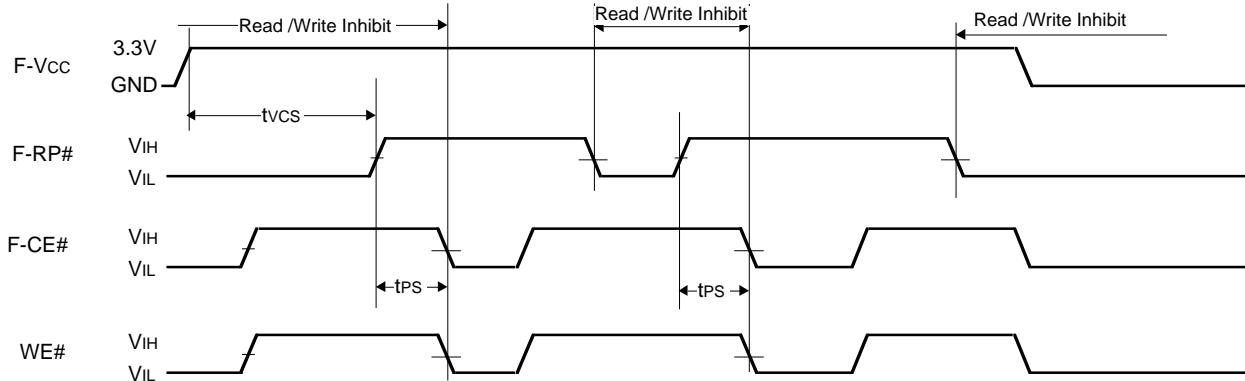 Read /Write Inhibit
Read /Write Inhibit
Read /Write Inhibit
F-VCC
3.3V
GND
tVCS
F-RP#
VIH
VIL
F-CE#
VIH
VIL
tPS
tPS
WE#
VIH
VIL